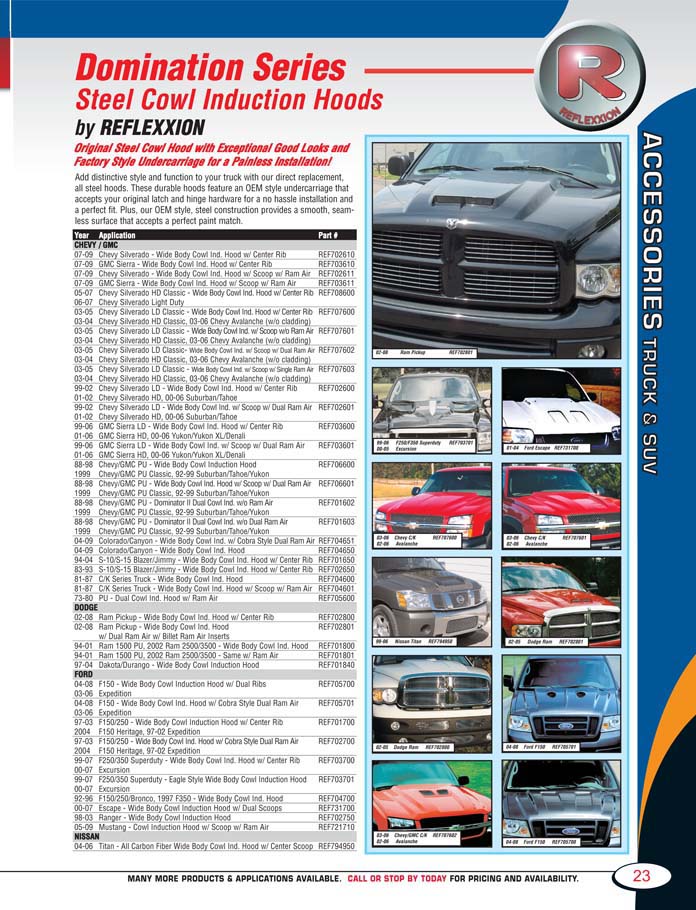 Domination Series
Steel Cowl Induction Hoods
by REFLEXXION
R
REFLEXXION
Original Steel Cowl Hood with Exceptional Good Looks and
Factory Style Undercarriage for a Painless Installation!
Add distinctive style and function to your truck with our direct replacement,
all steel hoods. These durable hoods feature an OEM style undercarriage that
accepts your original latch and hinge hardware for a no hassle installation and
a perfect fit. Plus, our OEM style, steel construction provides a smooth, seam-
less surface that accepts a perfect paint match.
Year Application Part #
CHEVY / GMC
07-09 Chevy Silverado - Wide Body Cowl Ind. Hood w/ Center Rib REF702610
07-09 GMC Sierra - Wide Body Cowl Ind. Hood w/ Center Rib REF703610
07-09 Chevy Silverado - Wide Body Cowl Ind. Hood w/ Scoop w/ Ram Air REF702611
07-09 GMC Sierra - Wide Body Cowl Ind. Hood w/ Scoop w/ Ram Air REF703611
05-07 Chevy Silverado HD Classic - Wide Body Cowl Ind. Hood w/ Center Rib REF708600
06-07 Chevy Silverado Light Duty
03-05 Chevy Silverado LD Classic - Wide Body Cowl Ind. Hood w/ Center Rib REF707600
03-04 Chevy Silverado HD Classic, 03-06 Chevy Avalanche (w/o cladding)
03-05 Chevy Silverado LD Classic - Wide Body Cowl Ind. w/ Scoop w/o Ram Air REF707601
03-04 Chevy Silverado HD Classic, 03-06 Chevy Avalanche (w/o cladding)
03-05 Chevy Silverado LD Classic- Wide Body Cowl Ind. w/ Scoop w/ Dual Ram Air REF707602
03-04 Chevy Silverado HD Classic, 03-06 Chevy Avalanche (w/o cladding)
03-05 Chevy Silverado LD Classic - Wide Body Cowl Ind. w/ Scoop w/ Single Ram Air REF707603
03-04 Chevy Silverado HD Classic, 03-06 Chevy Avalanche (w/o cladding)
99-02 Chevy Silverado LD - Wide Body Cowl Ind. Hood w/ Center Rib REF702600
01-02 Chevy Silverado HD, 00-06 Suburban/Tahoe
99-02 Chevy Silverado LD - Wide Body Cowl Ind. w/ Scoop w/ Dual Ram Air REF702601
01-02 Chevy Silverado HD, 00-06 Suburban/Tahoe
99-06 GMC Sierra LD - Wide Body Cowl Ind. Hood w/ Center Rib REF703600
01-06 GMC Sierra HD, 00-06 Yukon/Yukon XL/Denali
99-06 GMC Sierra LD - Wide Body Cowl Ind. w/ Scoop w/ Dual Ram Air REF703601
01-06 GMC Sierra HD, 00-06 Yukon/Yukon XL/Denali
88-98 Chevy/GMC PU - Wide Body Cowl Induction Hood REF706600
1999 Chevy/GMC PU Classic, 92-99 Suburban/Tahoe/Yukon
88-98 Chevy/GMC PU - Wide Body Cowl Ind. Hood w/ Scoop w/ Dual Ram Air REF706601
1999 Chevy/GMC PU Classic, 92-99 Suburban/Tahoe/Yukon
88-98 Chevy/GMC PU - Dominator II Dual Cowl Ind. w/o Ram Air REF701602
1999 Chevy/GMC PU Classic, 92-99 Suburban/Tahoe/Yukon
88-98 Chevy/GMC PU - Dominator II Dual Cowl Ind. w/o Dual Ram Air REF701603
1999 Chevy/GMC PU Classic, 92-99 Suburban/Tahoe/Yukon
04-09 Colorado/Canyon - Wide Body Cowl Ind. w/ Cobra Style Dual Ram Air REF704651
04-09 Colorado/Canyon - Wide Body Cowl Ind. Hood REF704650
94-04 S-10/S-15 Blazer/Jimmy - Wide Body Cowl Ind. Hood w/ Center Rib REF701650
83-93 S-10/S-15 Blazer/Jimmy - Wide Body Cowl Ind. Hood w/ Center Rib REF702650
81-87 C/K Series Truck - Wide Body Cowl Ind. Hood REF704600
81-87 C/K Series Truck - Wide Body Cowl Ind. Hood w/ Scoop w/ Ram Air REF704601
73-80 PU - Dual Cowl Ind. Hood w/ Ram Air REF705600
DODGE
02-08 Ram Pickup - Wide Body Cowl Ind. Hood w/ Center Rib REF702800
02-08 Ram Pickup - Wide Body Cowl Ind. Hood REF702801
w/ Dual Ram Air w/ Billet Ram Air Inserts
94-01 Ram 1500 PU, 2002 Ram 2500/3500 - Wide Body Cowl Ind. Hood REF701800
94-01 Ram 1500 PU, 2002 Ram 2500/3500 - Same w/ Ram Air REF701801
97-04 Dakota/Durango - Wide Body Cowl Induction Hood REF701840
FORD
04-08 F150 - Wide Body Cowl Induction Hood w/ Dual Ribs REF705700
03-06 Expedition
04-08 F150 - Wide Body Cowl Ind. Hood w/ Cobra Style Dual Ram Air REF705701
03-06 Expedition
97-03 F150/250 - Wide Body Cowl Induction Hood w/ Center Rib REF701700
2004 F150 Heritage, 97-02 Expedition
97-03 F150/250 - Wide Body Cowl Ind. Hood w/ Cobra Style Dual Ram Air REF702700
2004 F150 Heritage, 97-02 Expedition
99-07 F250/350 Superduty - Wide Body Cowl Ind. Hood w/ Center Rib REF703700
00-07 Excursion
99-07 F250/350 Superduty - Eagle Style Wide Body Cowl Induction Hood REF703701
00-07 Excursion
92-96 F150/250/Bronco, 1997 F350 - Wide Body Cowl Ind. Hood REF704700
00-07 Escape - Wide Body Cowl Induction Hood w/ Dual Scoops REF731700
98-03 Ranger - Wide Body Cowl Induction Hood REF702750
05-09 Mustang - Cowl Induction Hood w/ Scoop w/ Ram Air REF721710
NISSAN
04-06 Titan - All Carbon Fiber Wide Body Cowl Ind. Hood w/ Center Scoop REF794950
02-08 Ram Pickup REF702801
99-06 F250/F350 Superduty REF703701
00-05 Excursion
01-04 Ford Escape REF731700
03-06 Chevy C/K REF707600
02-06 Avalanche
03-06 Chevy C/K REF707601
02-06 Avalanche
99-06 Nissan Titan REF794950
02-05 Dodge Ram REF702801
02-05 Dodge Ram REF702800
04-08 Ford F150 REF705701
03-06 Chevy/GMC C/K REF707602
02-06 Avalanche
04-08 Ford F150 REF705700
ACCESSORIES TRUCK & SUV
MANY MORE PRODUCTS & APPLICATIONS AVAILABLE. CALL OR STOP BY TODAY FOR PRICING AND AVAILABILITY.
23